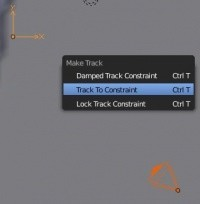 Make Track
Damped Track Constraint Ctrl T
Track To Constraint Ctrl T
Lock Track Constraint Ctrl T